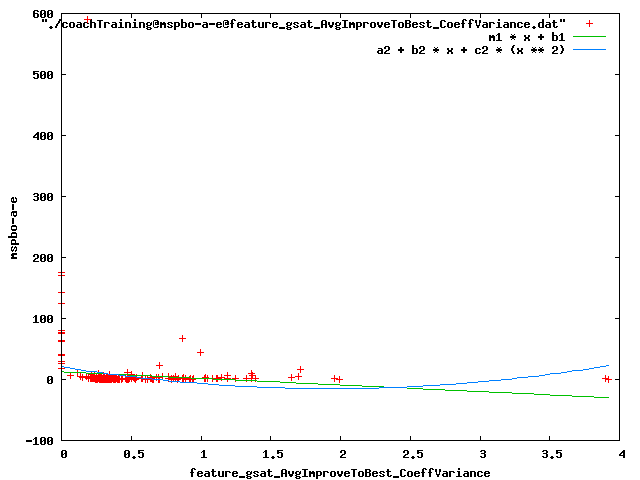 "./coachTraining@mspbo-a-e@feature_gsat_AvgImproveToBest_CoeffVariance.dat"
m1 * x + b1
a2 + b2 * x + c2 * (x ** 2)
600
500
400
300
200
100
0
-100
mspbo-a-e
0 0.5 1 1.5 2 2.5 3 3.5 4
feature_gsat_AvgImproveToBest_CoeffVariance